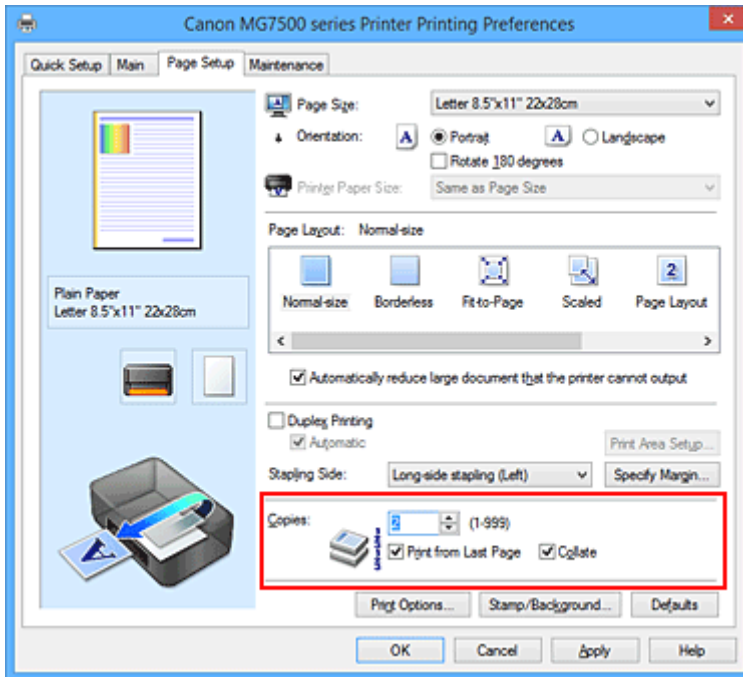 Canon MG7500 series Printer Printing Preferences
Quick Setup Main Page Setup Maintenance
Page Size: Letter 8.5"x11" 22x28cm
Orientation: A Portrait A Landscape
Rotate 180 degrees
Printer Paper Size: Same as Page Size
Page Layout: Normal-size
2
Normal-size Borderless Fit-to-Page Scaled Page Layout
Plain Paper
Letter 8.5"x11" 22x28cm
Automatically reduce large document that the printer cannot output
Duplex Printing
Automatic Print Area Setup...
Stapling Side: Long-side stapling (Left) Specify Margin...
Copies: 2 (1-999)
Print from Last Page Collate
A
Print Options... Stamp/Background... Defaults
OK Cancel Apply Help